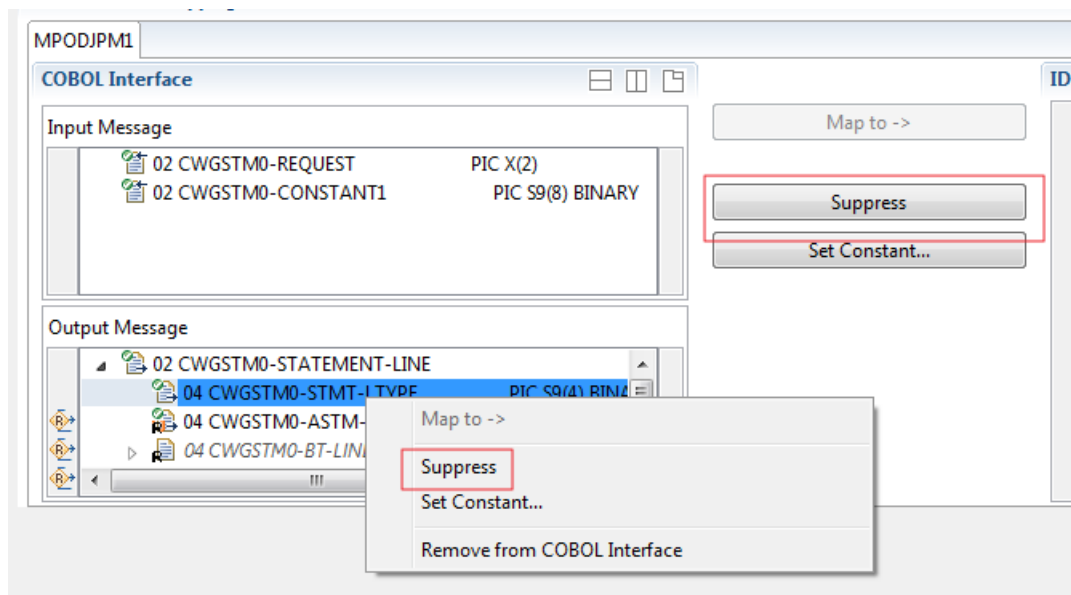 MPODJPM1
COBOL Interface
ID
Input Message
02 CWGSTM0-REQUEST PIC X(2)
02 CWGSTM0-CONSTANT1 PIC S9(8) BINARY
Map to ->
Suppress
Set Constant...
Output Message
02 CWGSTM0-STATEMENT-LINE
04 CWGSTM0-STMT-LTYPE PIC S9(4) BINA
04 CWGSTM0-ASTM-
04 CWGSTM0-BT-LIN
Map to ->
Suppress
Set Constant...
Remove from COBOL Interface